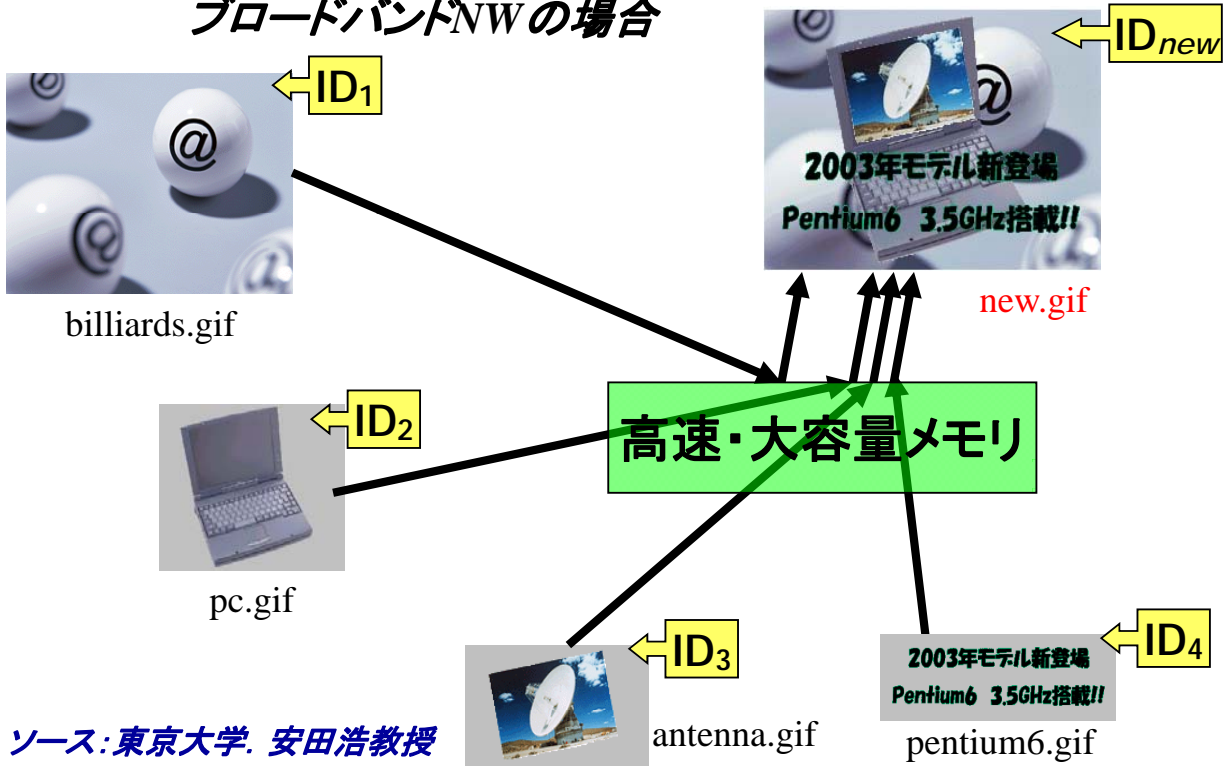 ブロードバンドNWの場合
ID1
@
billiards.gif
IDnew
@
2003年モデル新登場
Pentium6 3.5GHz搭載!!
new.gif
ID2
pc.gif
高速・大容量メモリ
ID3
antenna.gif
ID4
2003年モデル新登場
Pentium6 3.5GHz搭載!!
pentium6.gif
ソース:東京大学. 安田浩教授